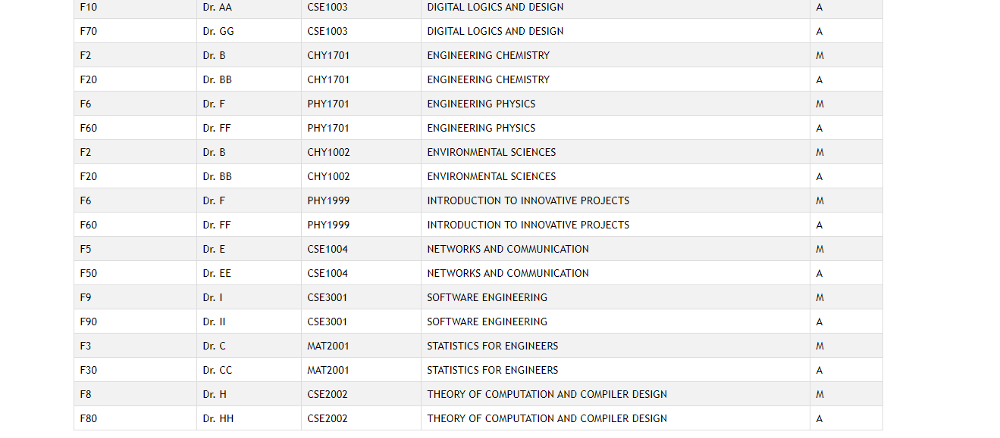 F10 Dr. AA CSE1003 DIGITAL LOGICS AND DESIGN A
F70 Dr. GG CSE1003 DIGITAL LOGICS AND DESIGN A
F2 Dr. B CHY1701 ENGINEERING CHEMISTRY M
F20 Dr. BB CHY1701 ENGINEERING CHEMISTRY A
F6 Dr. F PHY1701 ENGINEERING PHYSICS M
F60 Dr. FF PHY1701 ENGINEERING PHYSICS A
F2 Dr. B CHY1002 ENVIRONMENTAL SCIENCES M
F20 Dr. BB CHY1002 ENVIRONMENTAL SCIENCES A
F6 Dr. F PHY1999 INTRODUCTION TO INNOVATIVE PROJECTS M
F60 Dr. FF PHY1999 INTRODUCTION TO INNOVATIVE PROJECTS A
F5 Dr. E CSE1004 NETWORKS AND COMMUNICATION M
F50 Dr. EE CSE1004 NETWORKS AND COMMUNICATION A
F9 Dr. I CSE3001 SOFTWARE ENGINEERING M
F90 Dr. II CSE3001 SOFTWARE ENGINEERING A
F3 Dr. C MAT2001 STATISTICS FOR ENGINEERS M
F30 Dr. CC MAT2001 STATISTICS FOR ENGINEERS A
F8 Dr. H CSE2002 THEORY OF COMPUTATION AND COMPILER DESIGN M
F80 Dr. HH CSE2002 THEORY OF COMPUTATION AND COMPILER DESIGN A